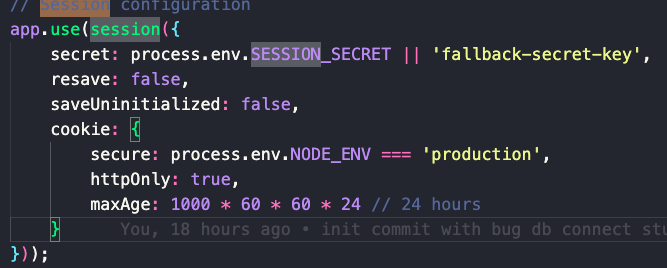 // Session configuration
app.use(session({
secret: process.env.SESSION_SECRET || 'fallback-secret-key',
resave: false,
saveUninitialized: false,
cookie: {
secure: process.env.NODE_ENV === 'production',
httpOnly: true,
maxAge: 1000 * 60 * 60 * 24 // 24 hours
} You, 18 hours ago • init commit with bug db connect
}));